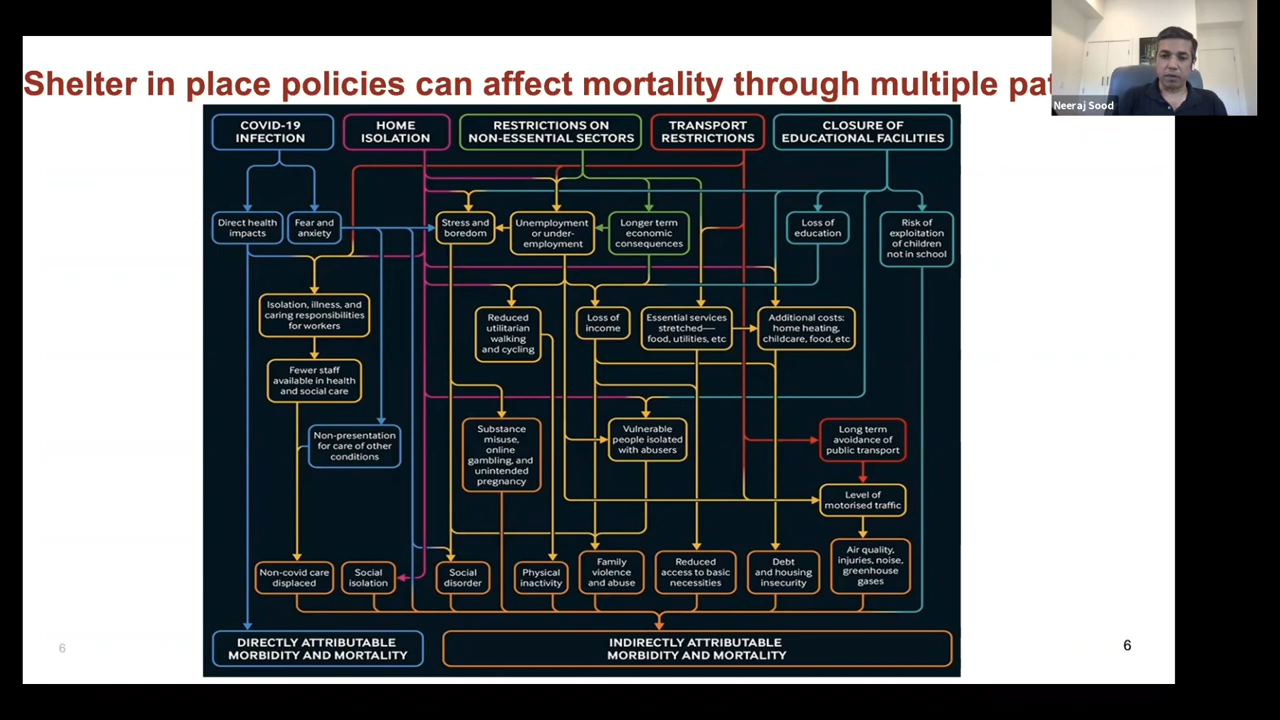 Shelter in place policies can affect mortality through multiple
Neeraj Sood
COVID-19
INFECTION
HOME
ISOLATION
RESTRICTIONS ON
NON-ESSENTIAL SECTORS
TRANSPORT
RESTRICTIONS
CLOSURE OF
EDUCATIONAL FACILITIES
Direct health
impacts
Fear and
anxiety
Stress and
boredom
Unemployment
or under-
employment
Longer term
economic
consequences
Loss of
education
Risk of
exploitation
of children
not in school
Isolation, illness, and
caring responsibilities
for workers
Reduced
utilitarian
walking
and cycling
Loss of
income
Essential services
stretched—
food, utilities, etc
Additional costs:
home heating,
childcare, food, etc
Fewer staff
available in health
and social care
Non-presentation
for care of other
conditions
Substance
misuse,
online
gambling, and
unintended
pregnancy
Vulnerable
people isolated
with abusers
Long term
avoidance of
public transport
Level of
motorised traffic
Non-covid care
displaced
Social
isolation
Social
disorder
Physical
inactivity
Family
violence
and abuse
Reduced
access to basic
necessities
Debt
and housing
insecurity
Air quality,
injuries, noise,
greenhouse
gases
DIRECTLY ATTRIBUTABLE
MORBIDITY AND MORTALITY
INDIRECTLY ATTRIBUTABLE
MORBIDITY AND MORTALITY
6
6